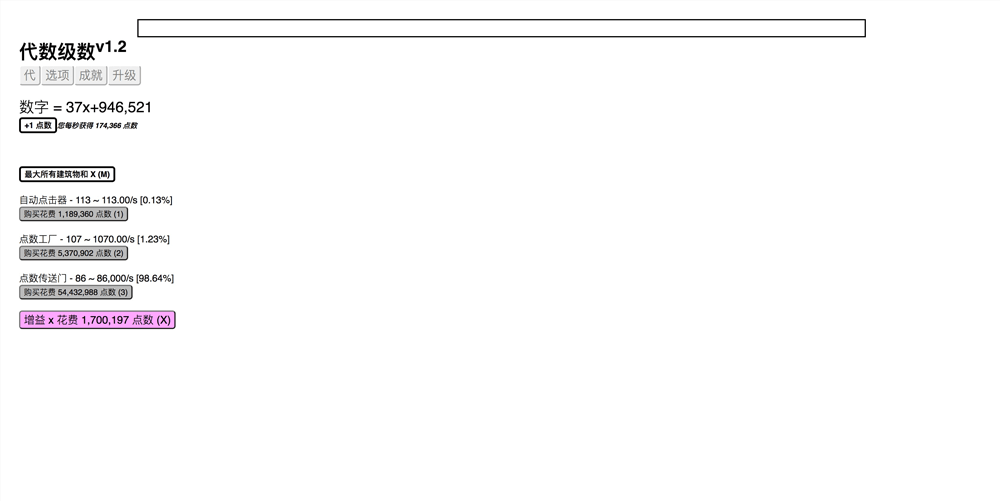 代数级数v1.2
代 选项 成就 升级
数字 = 37x+946,521
+1 点数 您每秒获得 174,366 点数
最大所有建筑物和 X (M)
自动点击器 - 113 ~ 113.00/s [0.13%]
购买花费 1,189,360 点数 (1)
点数工厂 - 107 ~ 1070.00/s [1.23%]
购买花费 5,370,902 点数 (2)
点数传送门 - 86 ~ 86,000/s [98.64%]
购买花费 54,432,988 点数 (3)
增益 x 花费 1,700,197 点数 (X)